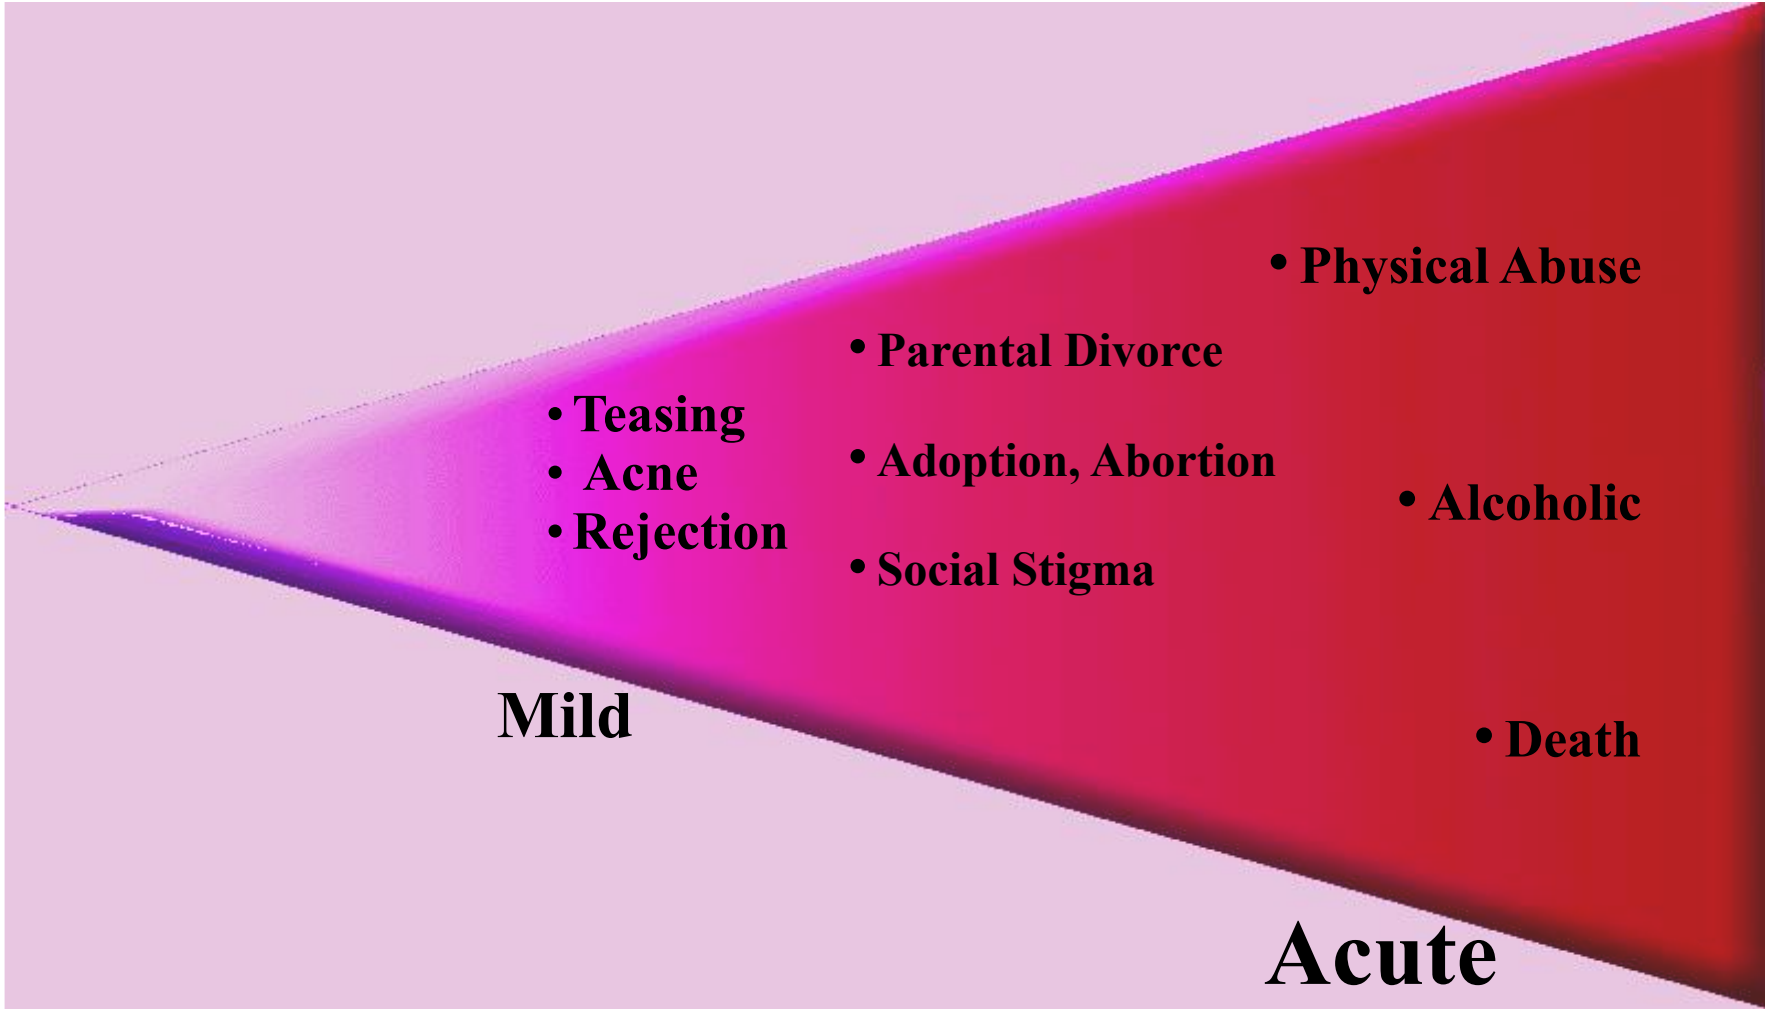 • Teasing
• Acne
• Rejection
• Parental Divorce
• Adoption, Abortion
• Social Stigma
• Physical Abuse
• Alcoholic
• Death
Mild
Acute